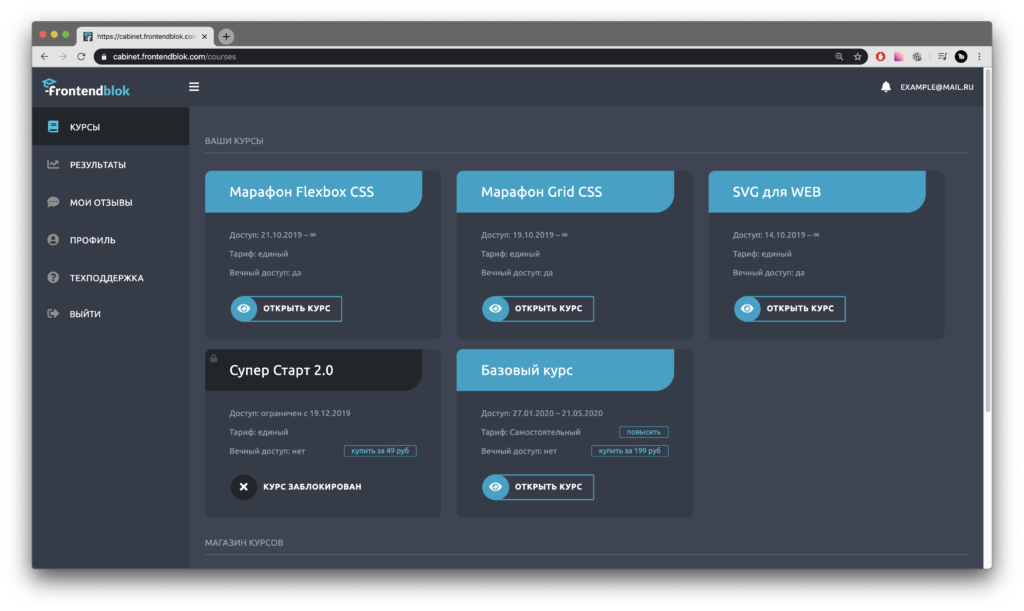 https://cabinet.frontendblok.com
cabinet.frontendblok.com/courses
frontendblok
EXAMPLE@MAIL.RU
КУРСЫ
РЕЗУЛЬТАТЫ
МОИ ОТЗЫВЫ
ПРОФИЛЬ
ТЕХПОДДЕРЖКА
ВЫЙТИ
ВАШИ КУРСЫ
Марафон Flexbox CSS
Доступ: 21.10.2019 – ∞
Тариф: единый
Вечный доступ: да
ОТКРЫТЬ КУРС
Марафон Grid CSS
Доступ: 19.10.2019 – ∞
Тариф: единый
Вечный доступ: да
ОТКРЫТЬ КУРС
SVG для WEB
Доступ: 14.10.2019 – ∞
Тариф: единый
Вечный доступ: да
ОТКРЫТЬ КУРС
Супер Старт 2.0
Доступ: ограничен с 19.12.2019
Тариф: единый
Вечный доступ: нет купить за 49 руб
КУРС ЗАБЛОКИРОВАН
Базовый курс
Доступ: 27.01.2020 – 21.05.2020
Тариф: Самостоятельный повысить
Вечный доступ: нет купить за 199 руб
ОТКРЫТЬ КУРС
МАГАЗИН КУРСОВ